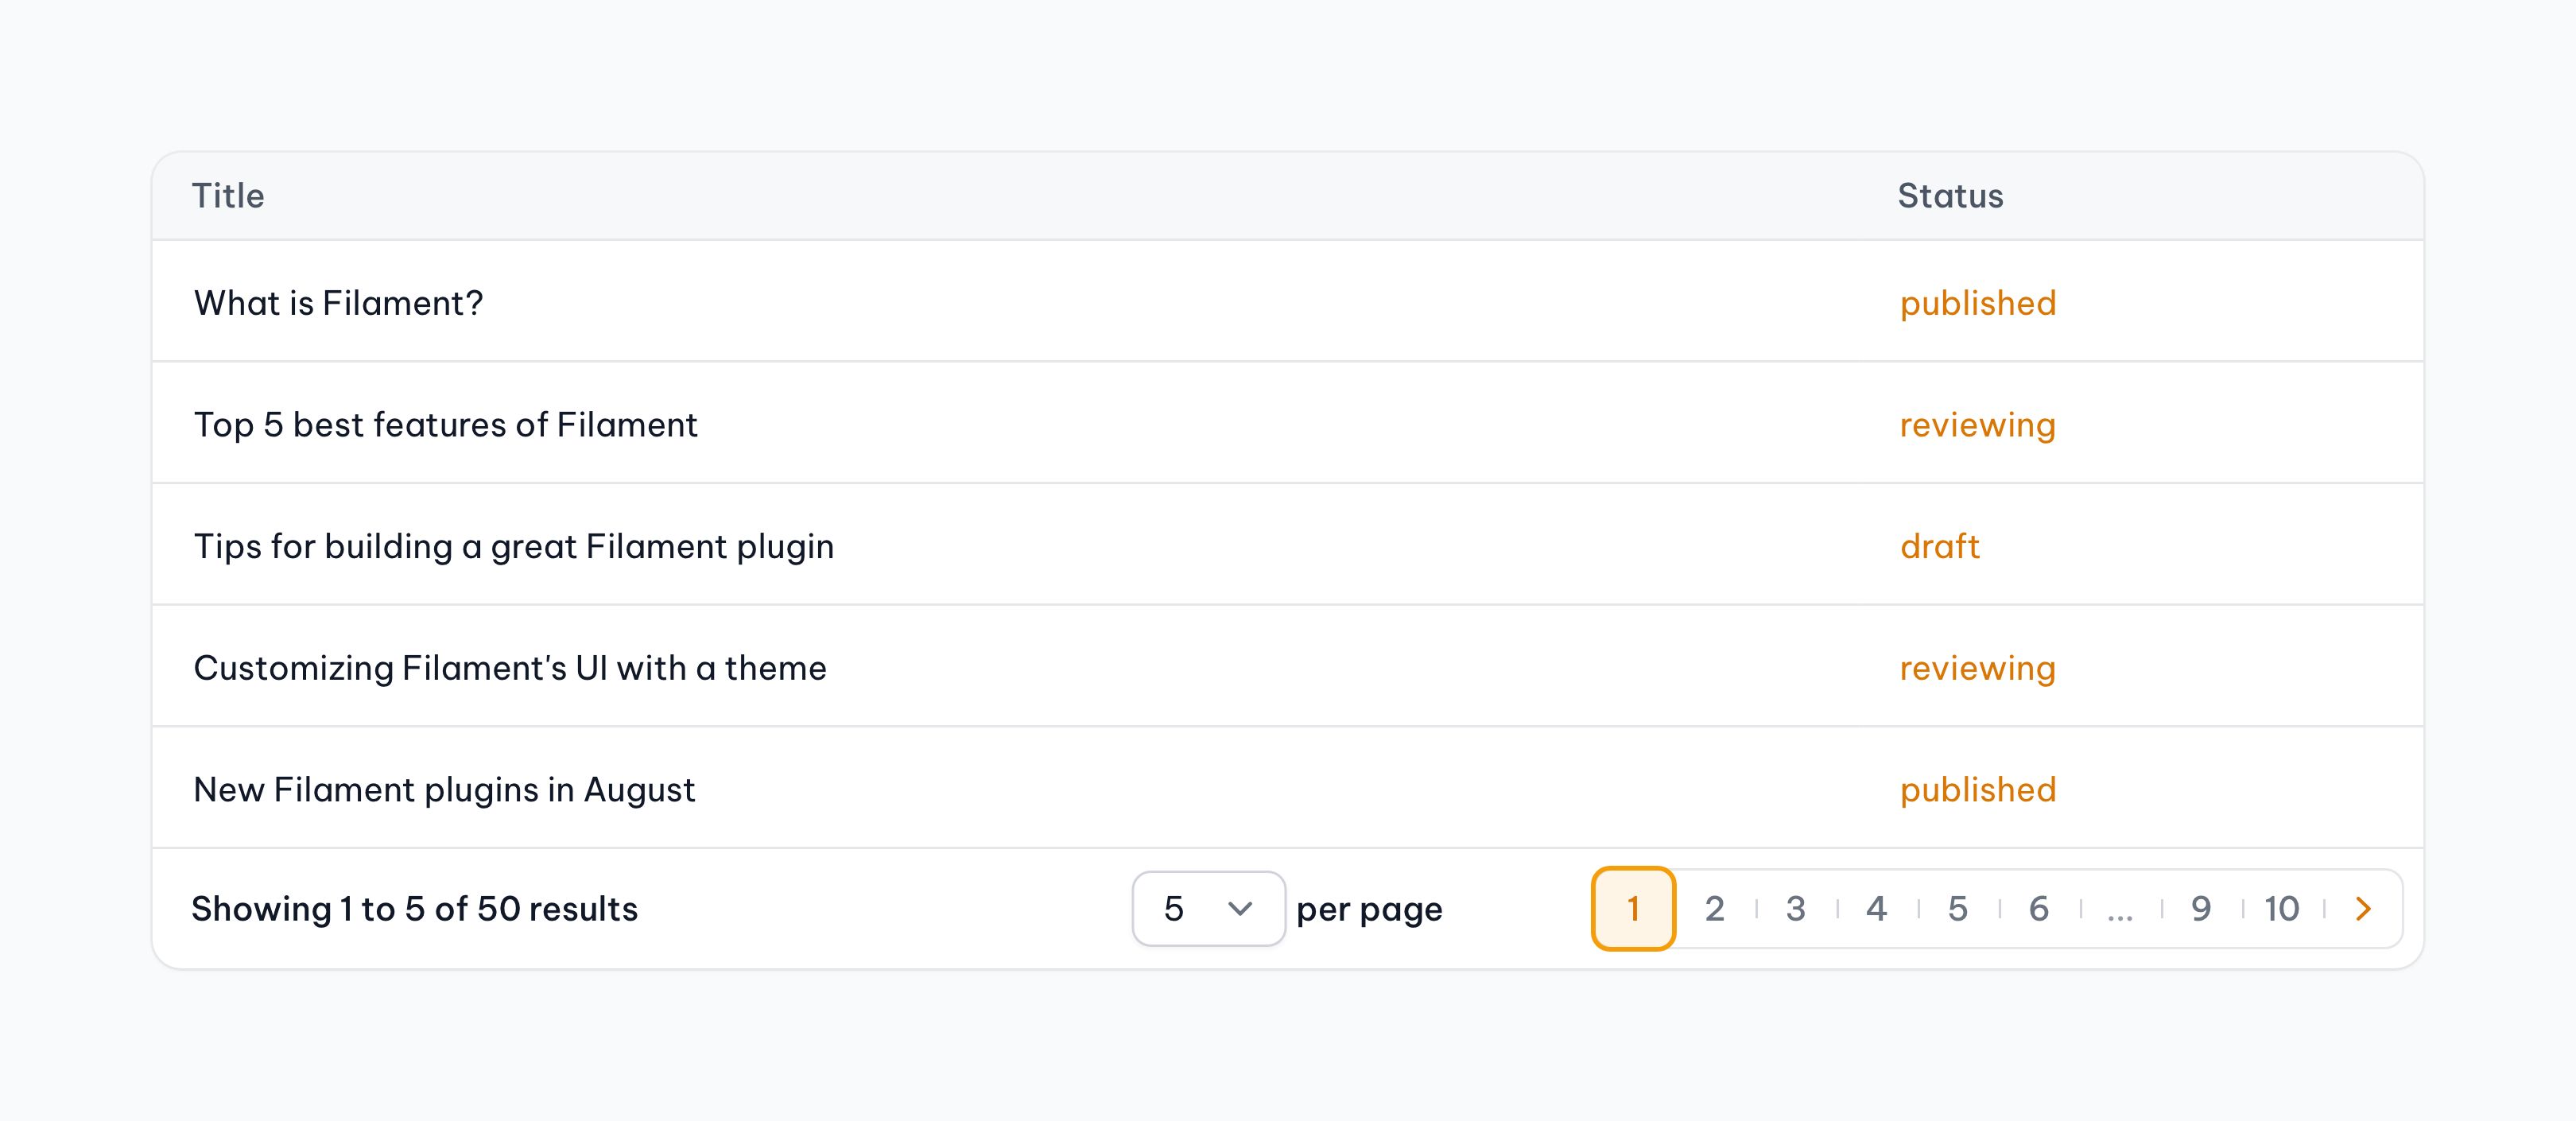 Title Status
What is Filament? published
Top 5 best features of Filament reviewing
Tips for building a great Filament plugin draft
Customizing Filament's UI with a theme reviewing
New Filament plugins in August published
Showing 1 to 5 of 50 results 5 per page 1 2 3 4 5 6 ... 9 10